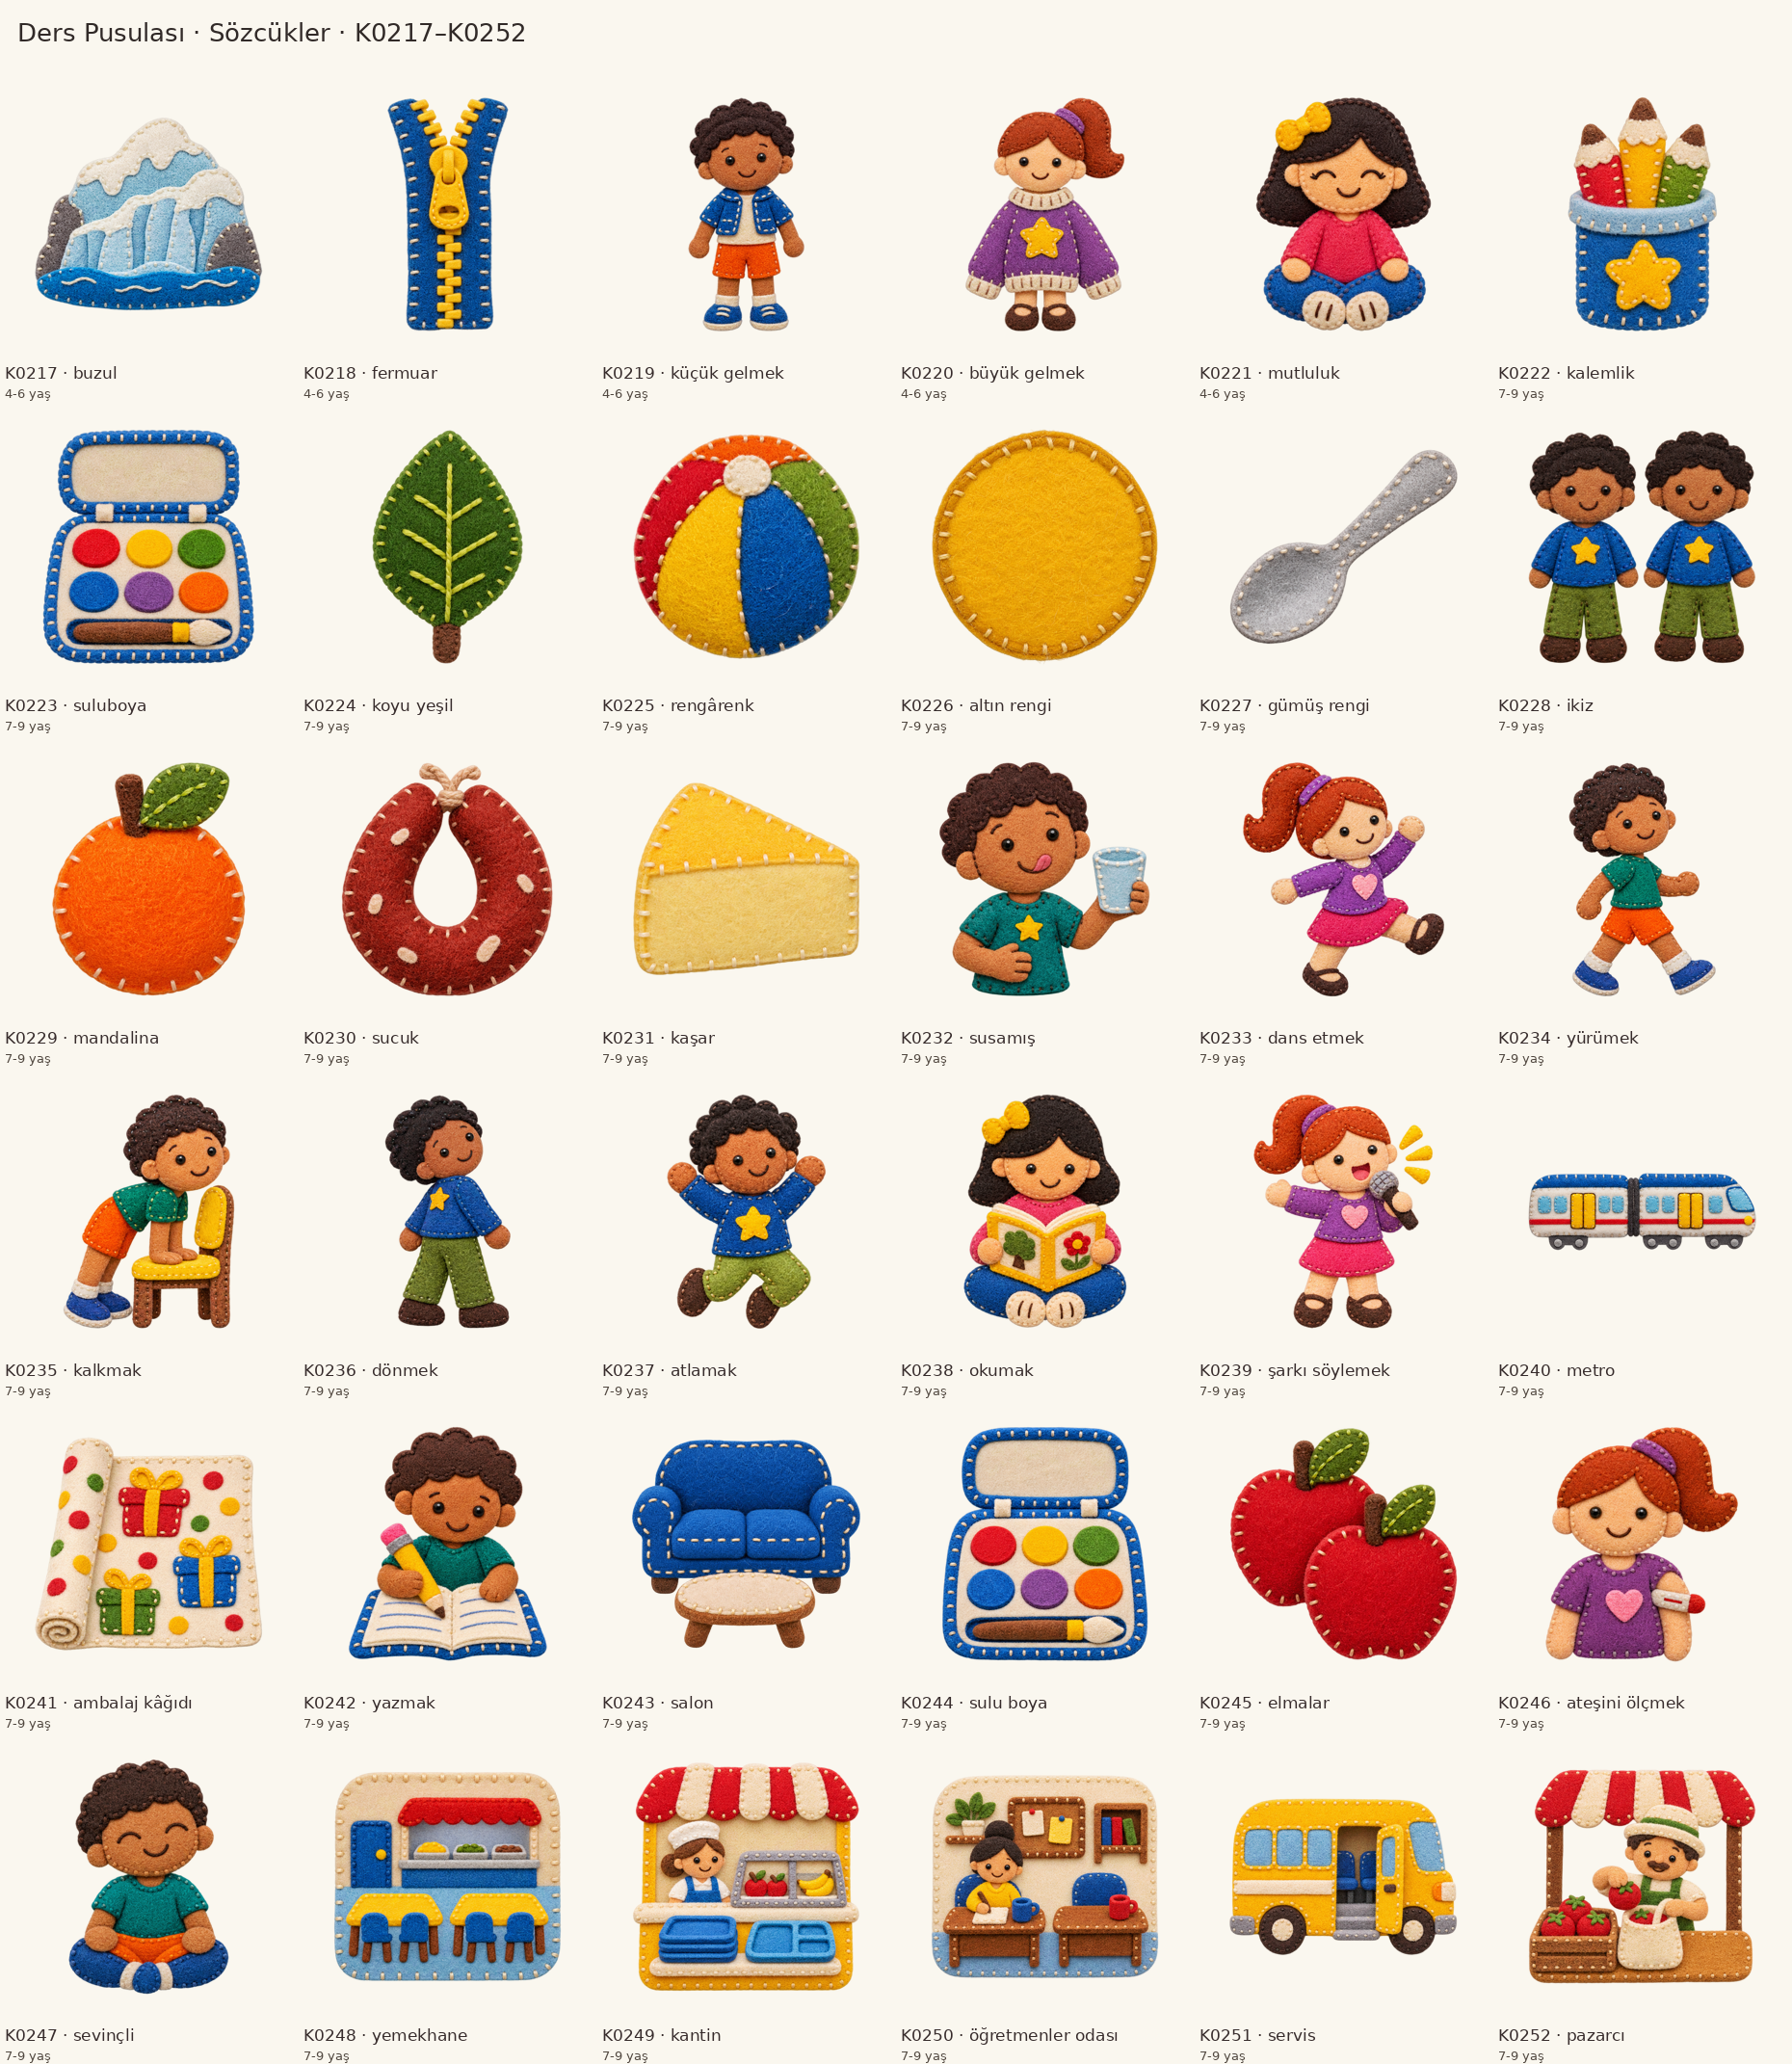 Ders Pusulası · Sözcükler · K0217–K0252
K0217 · buzul
4-6 yaş
K0218 · fermuar
4-6 yaş
K0219 · küçük gelmek
4-6 yaş
K0220 · büyük gelmek
4-6 yaş
K0221 · mutluluk
4-6 yaş
K0222 · kalemlik
7-9 yaş
K0223 · suluboya
7-9 yaş
K0224 · koyu yeşil
7-9 yaş
K0225 · rengârenk
7-9 yaş
K0226 · altın rengi
7-9 yaş
K0227 · gümüş rengi
7-9 yaş
K0228 · ikiz
7-9 yaş
K0229 · mandalina
7-9 yaş
K0230 · sucuk
7-9 yaş
K0231 · kaşar
7-9 yaş
K0232 · susamış
7-9 yaş
K0233 · dans etmek
7-9 yaş
K0234 · yürümek
7-9 yaş
K0235 · kalkmak
7-9 yaş
K0236 · dönmek
7-9 yaş
K0237 · atlamak
7-9 yaş
K0238 · okumak
7-9 yaş
K0239 · şarkı söylemek
7-9 yaş
K0240 · metro
7-9 yaş
K0241 · ambalaj kâğıdı
7-9 yaş
K0242 · yazmak
7-9 yaş
K0243 · salon
7-9 yaş
K0244 · sulu boya
7-9 yaş
K0245 · elmalar
7-9 yaş
K0246 · ateşini ölçmek
7-9 yaş
K0247 · sevinçli
7-9 yaş
K0248 · yemekhane
7-9 yaş
K0249 · kantin
7-9 yaş
K0250 · öğretmenler odası
7-9 yaş
K0251 · servis
7-9 yaş
K0252 · pazarcı
7-9 yaş